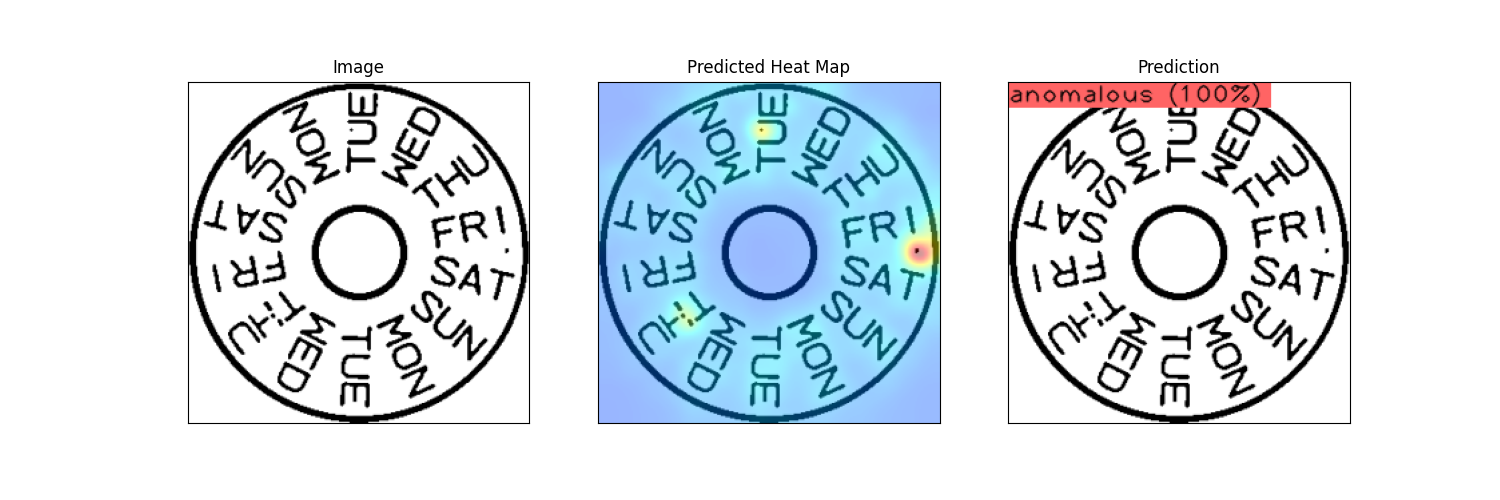 Image
Predicted Heat Map
Prediction
TUE
WED
THU
FRI
SAT
SUN
MON
TUE
WED
THU
FRI
SAT
SUN
MON
TUE
WED
THU
FRI
SAT
SUN
MON
TUE
WED
THU
FRI
SAT
SUN
MON
anomalous (100%)
TUE
WED
THU
FRI
SAT
SUN
MON
TUE
WED
THU
FRI
SAT
SUN
MON